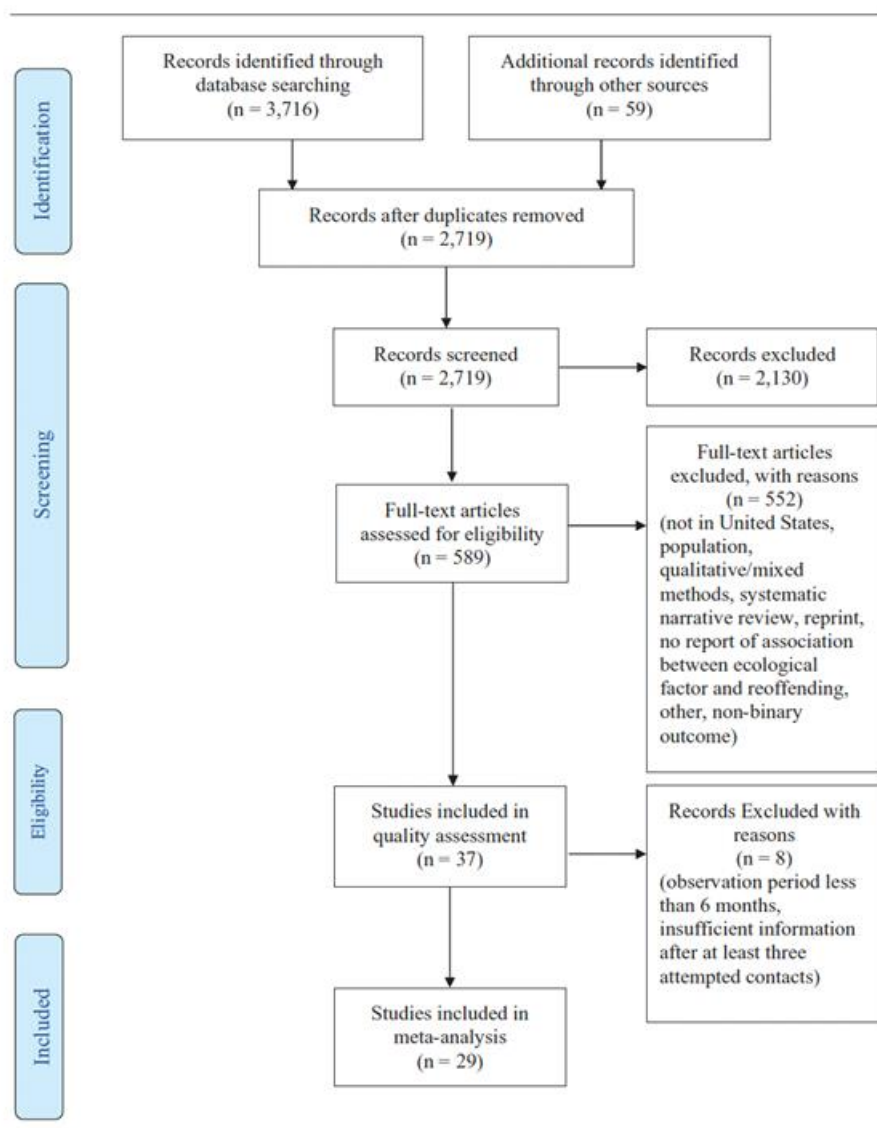 Identification
Records identified through
database searching
(n = 3,716)
Additional records identified
through other sources
(n = 59)
Records after duplicates removed
(n = 2,719)
Screening
Records screened
(n = 2,719)
Records excluded
(n = 2,130)
Full-text articles
assessed for eligibility
(n = 589)
Full-text articles
excluded, with reasons
(n = 552)
(not in United States,
population,
qualitative/mixed
methods, systematic
narrative review, reprint,
no report of association
between ecological
factor and reoffending,
other, non-binary
outcome)
Eligibility
Studies included in
quality assessment
(n = 37)
Records Excluded with
reasons
(n = 8)
(observation period less
than 6 months,
insufficient information
after at least three
attempted contacts)
Included
Studies included in
meta-analysis
(n = 29)